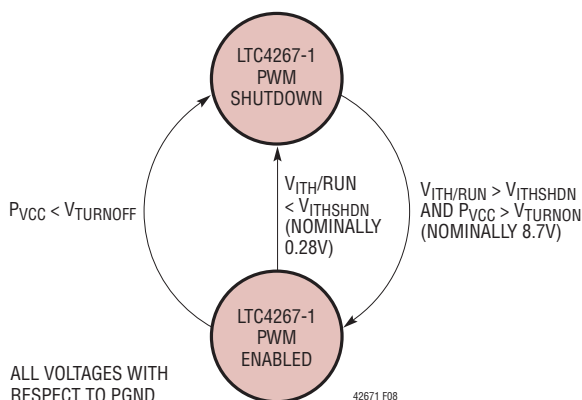 LTC4267-1
PWM
SHUTDOWN
PVCC < VTURNOFF
VITH/RUN
< VITHSHDN
(NOMINALLY
0.28V)
VITH/RUN > VITHSHDN
AND PVCC > VTURNON
(NOMINALLY 8.7V)
LTC4267-1
PWM
ENABLED
ALL VOLTAGES WITH
RESPECT TO PGND
42671 F08